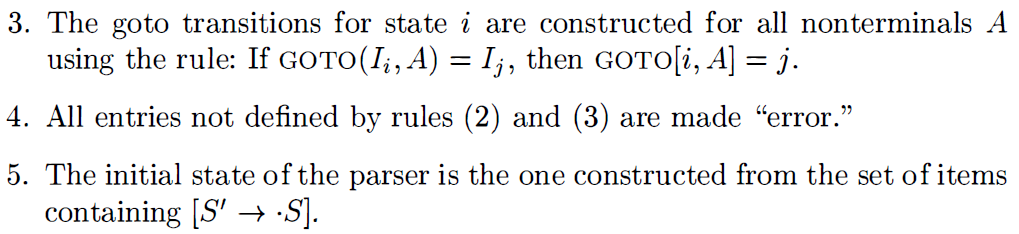 3. The goto transitions for state i are constructed for all nonterminals A
using the rule: If GOTO(Iᵢ, A) = Iⱼ, then GOTO[i, A] = j.
4. All entries not defined by rules (2) and (3) are made “error.”
5. The initial state of the parser is the one constructed from the set of items
containing [S′ → ·S].